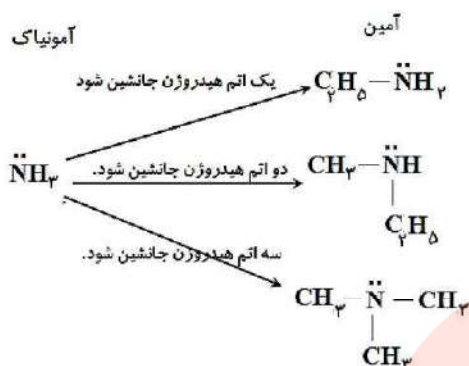 آمونیاک
آمین
یک اتم هیدروژن جانشین شود
C۲H۵–N̈H۲
N̈H۳
دو اتم هیدروژن جانشین شود.
CH۳–N̈H
C۲H۵
سه اتم هیدروژن جانشین شود.
CH۳–N̈–CH۳
CH۳